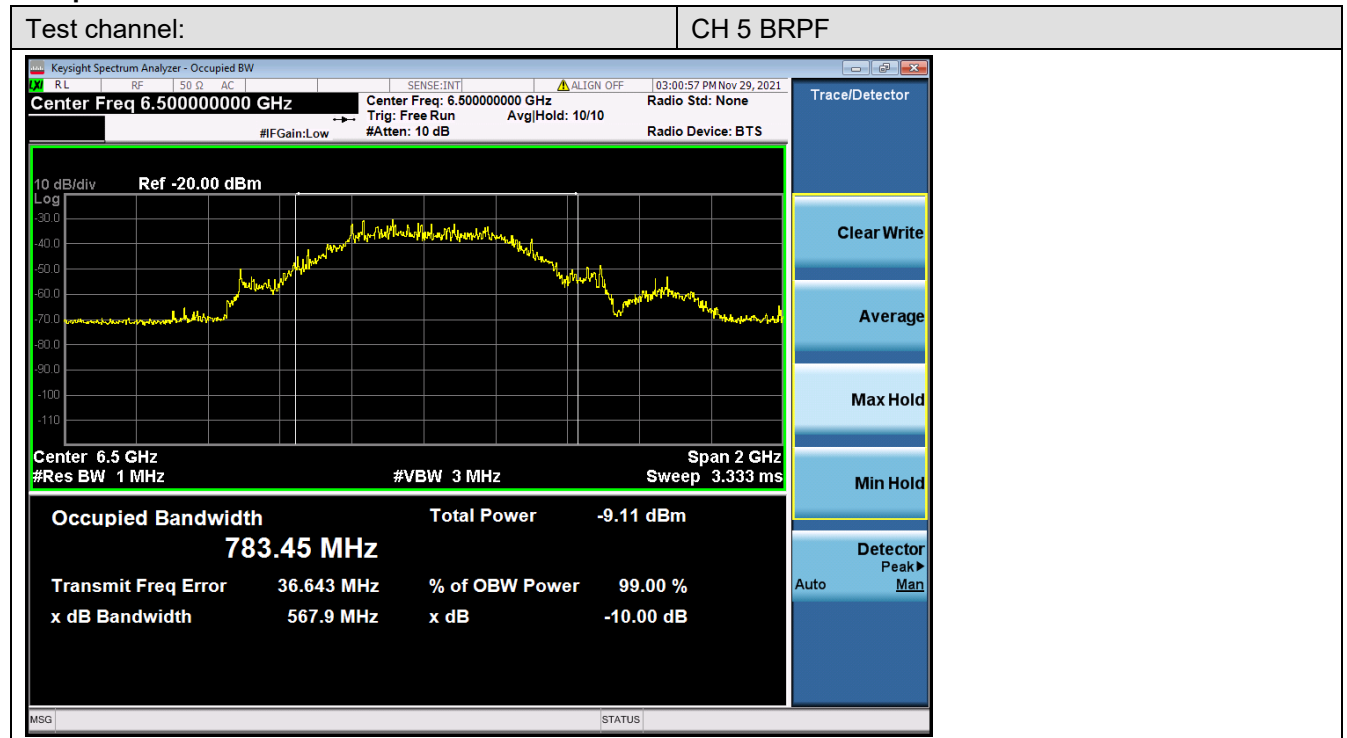 Test channel: CH 5 BRPF
Keysight Spectrum Analyzer - Occupied BW
LXI RL RF 50 Ω AC SENSE:INT ALIGN OFF 03:00:57 PM Nov 29, 2021
Center Freq 6.500000000 GHz Center Freq: 6.500000000 GHz Radio Std: None Trace/Detector
Trig: Free Run Avg|Hold: 10/10
#IFGain:Low #Atten: 10 dB Radio Device: BTS
10 dB/div Ref -20.00 dBm
Log
-30.0
-40.0
-50.0
-60.0
-70.0
-80.0
-90.0
-100
-110
Center 6.5 GHz Span 2 GHz
#Res BW 1 MHz #VBW 3 MHz Sweep 3.333 ms
Occupied Bandwidth Total Power -9.11 dBm
783.45 MHz
Transmit Freq Error 36.643 MHz % of OBW Power 99.00 %
x dB Bandwidth 567.9 MHz x dB -10.00 dB
Clear Write
Average
Max Hold
Min Hold
Detector
Peak▶
Auto Man
MSG STATUS